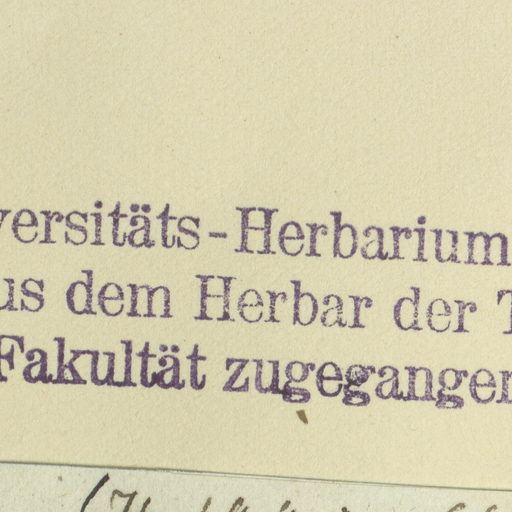 versitäts-Herbarium
us dem Herbar der T
Fakultät zugegangen